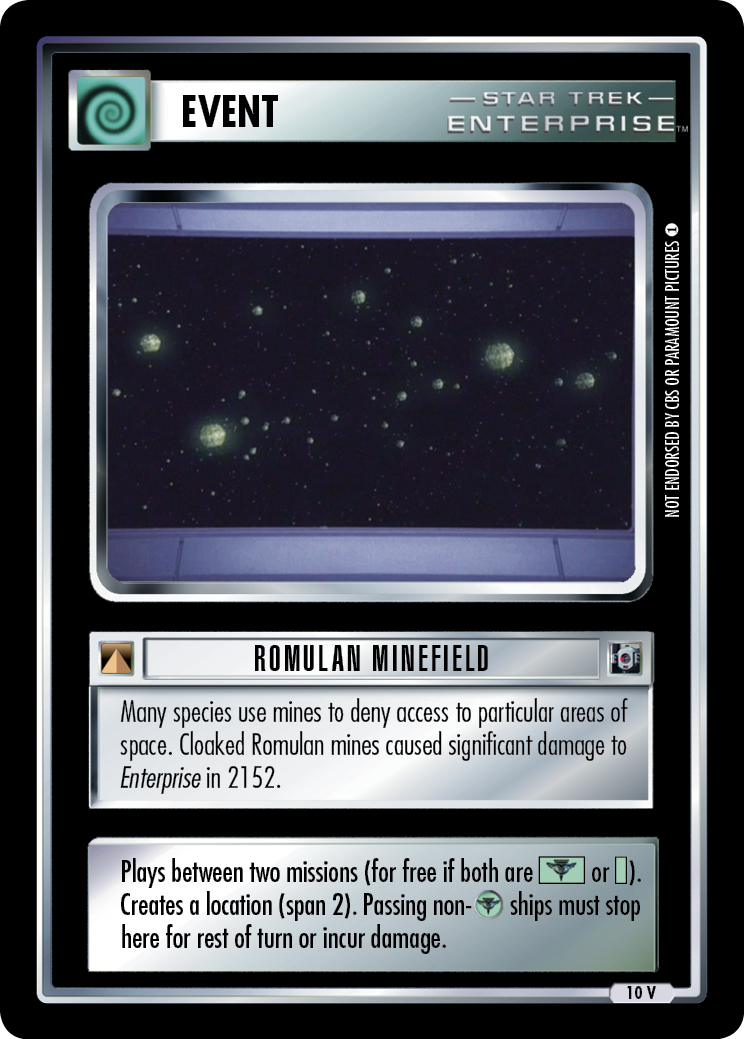 EVENT
STAR TREK
ENTERPRISE™
NOT ENDORSED BY CBS OR PARAMOUNT PICTURES 1
ROMULAN MINEFIELD
Many species use mines to deny access to particular areas of
space. Cloaked Romulan mines caused significant damage to
Enterprise in 2152.
Plays between two missions (for free if both are or ).
Creates a location (span 2). Passing non- ships must stop
here for rest of turn or incur damage.
10 V